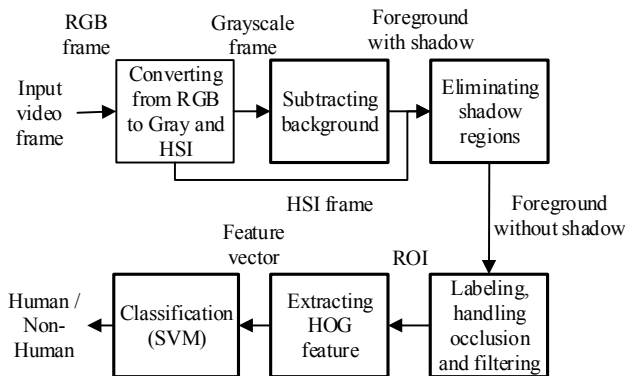 RGB
frame
Grayscale
frame
Foreground
with shadow
Input
video
frame
Converting
from RGB
to Gray and
HSI
Subtracting
background
Eliminating
shadow
regions
HSI frame
Foreground
without shadow
Feature
vector
ROI
Human /
Non-
Human
Classification
(SVM)
Extracting
HOG
feature
Labeling,
handling
occlusion
and filtering